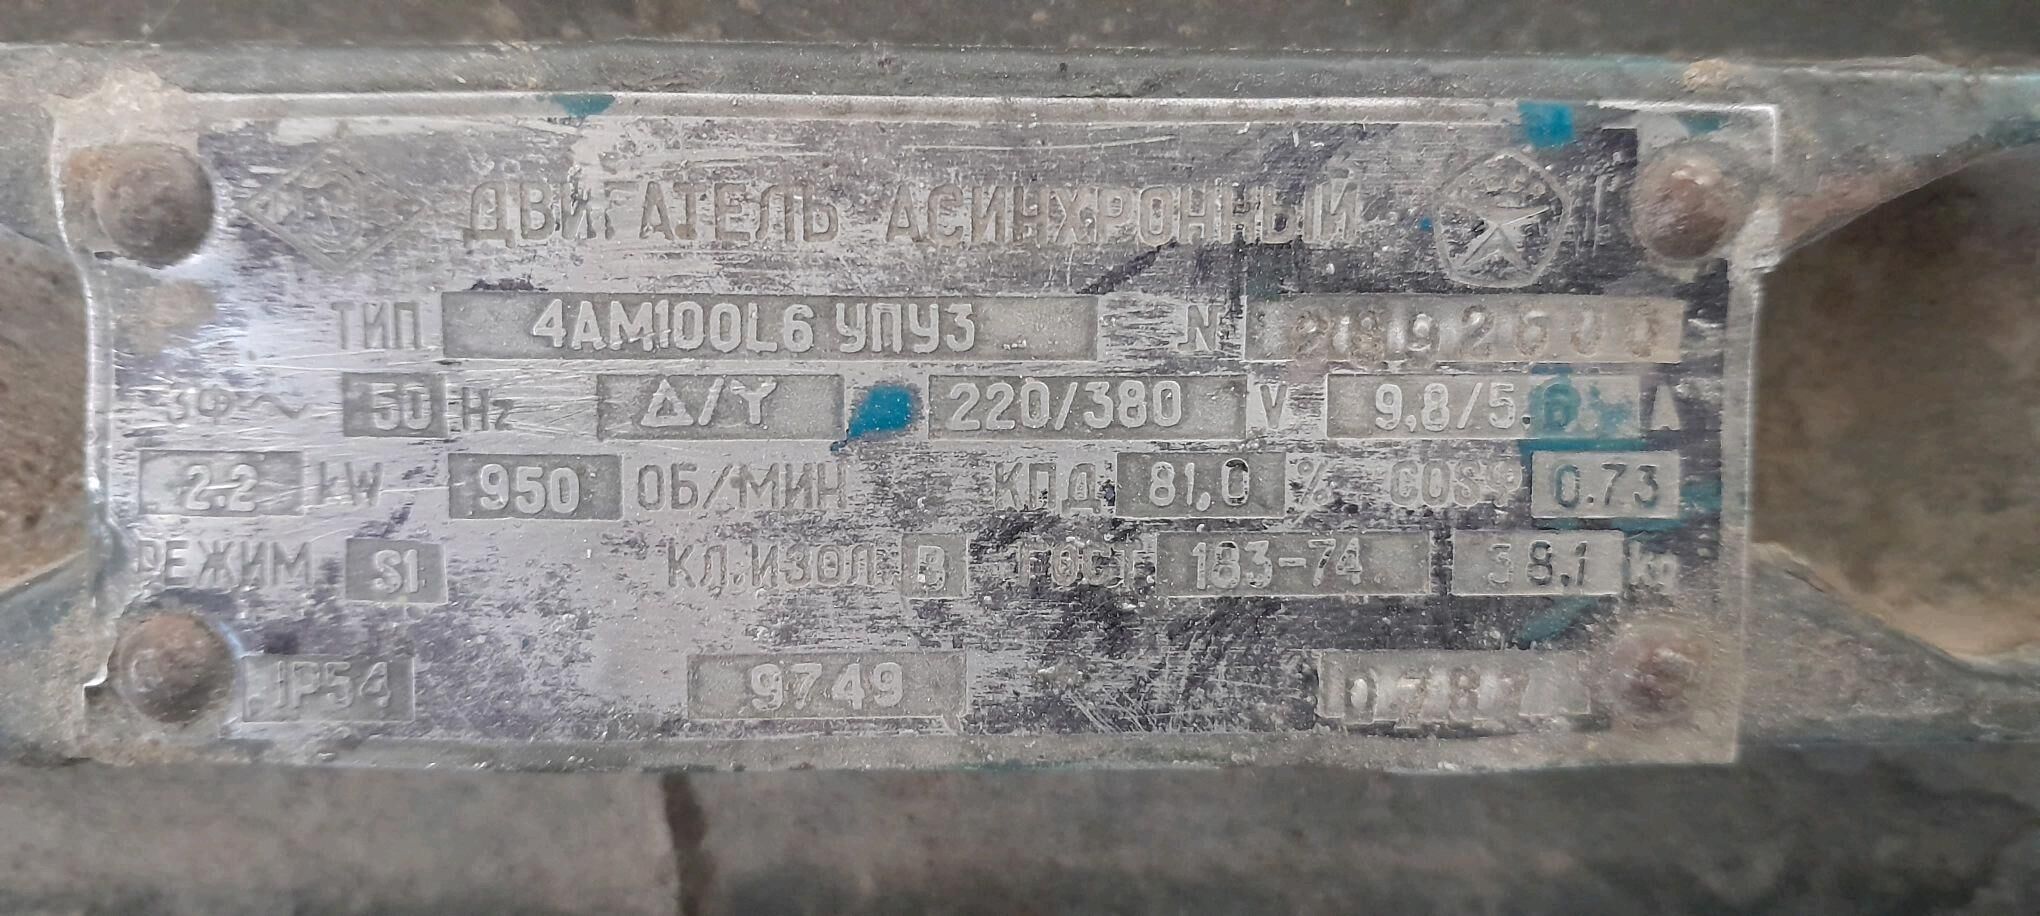 ДВИГАТЕЛЬ АСИНХРОННЫЙ
ТИП 4АМ100L6 УПУ3 N
3Ф~ 50 Hz Δ/Y 220/380 V 9,8/5.6 A
2.2 kW 950 ОБ/МИН КПД 81,0 % COSφ 0.73
РЕЖИМ S1 КЛ.ИЗОЛ. В ГОСТ 183-74 38.1 kg
IP54 9749